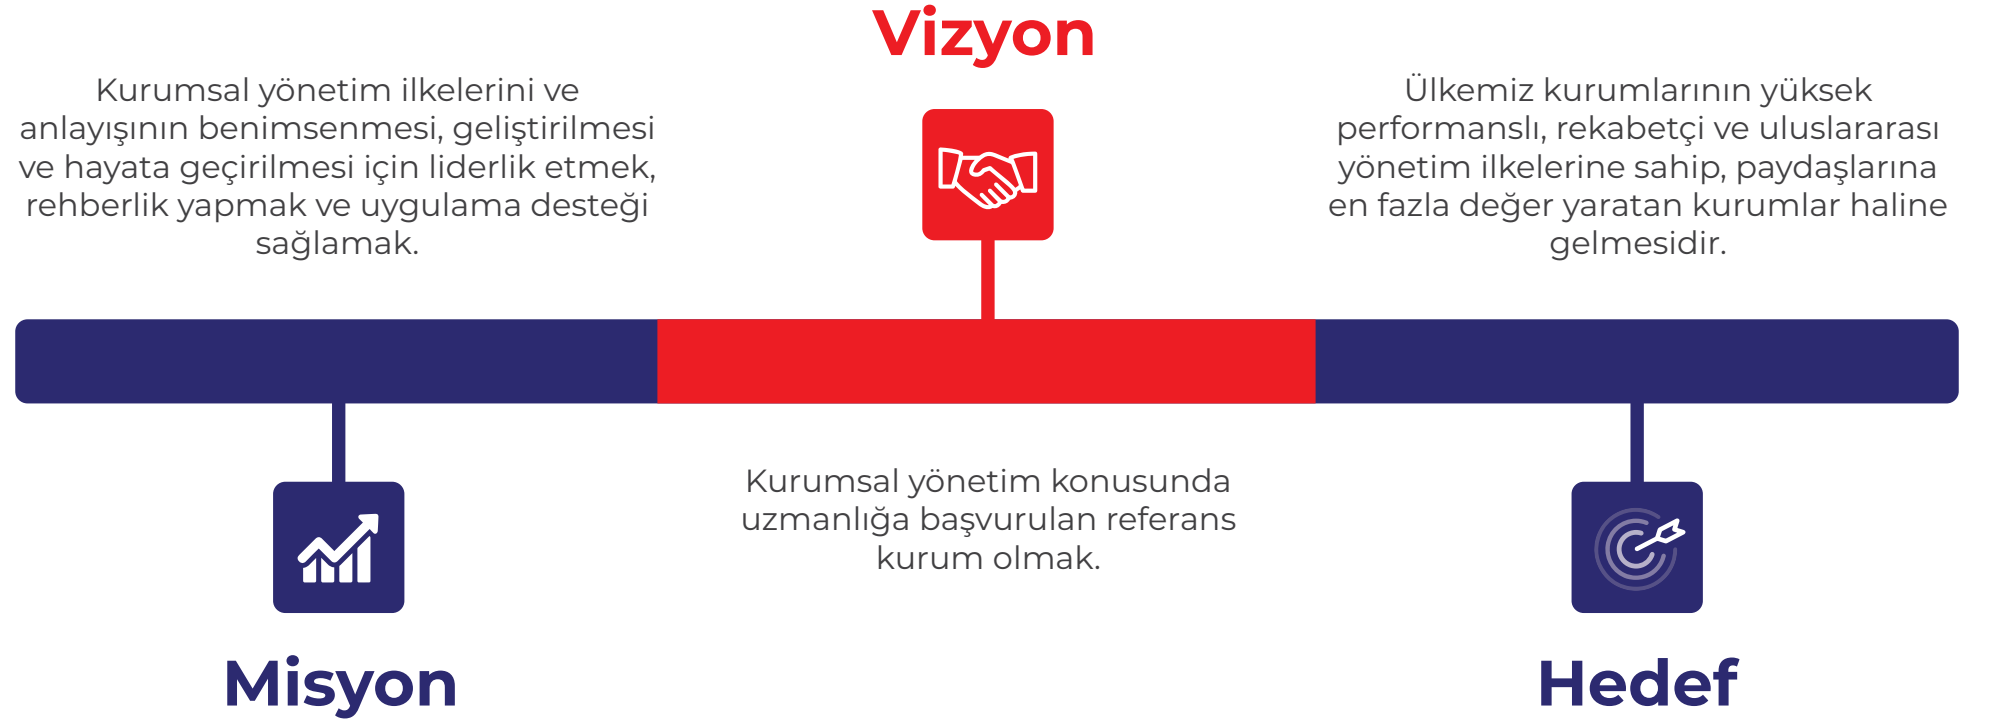 Vizyon
Kurumsal yönetim ilkelerini ve
anlayışının benimsenmesi, geliştirilmesi
ve hayata geçirilmesi için liderlik etmek,
rehberlik yapmak ve uygulama desteği
sağlamak.
Ülkemiz kurumlarının yüksek
performanslı, rekabetçi ve uluslararası
yönetim ilkelerine sahip, paydaşlarına
en fazla değer yaratan kurumlar haline
gelmesidir.
Kurumsal yönetim konusunda
uzmanlığa başvurulan referans
kurum olmak.
Misyon
Hedef